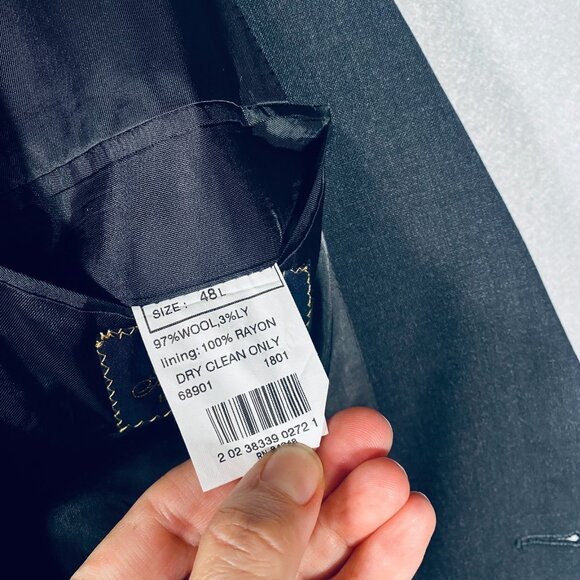 SIZE: 48L
97%WOOL,3%LY
lining: 100% RAYON
DRY CLEAN ONLY
68901 1801
2 02 38339 0272 1